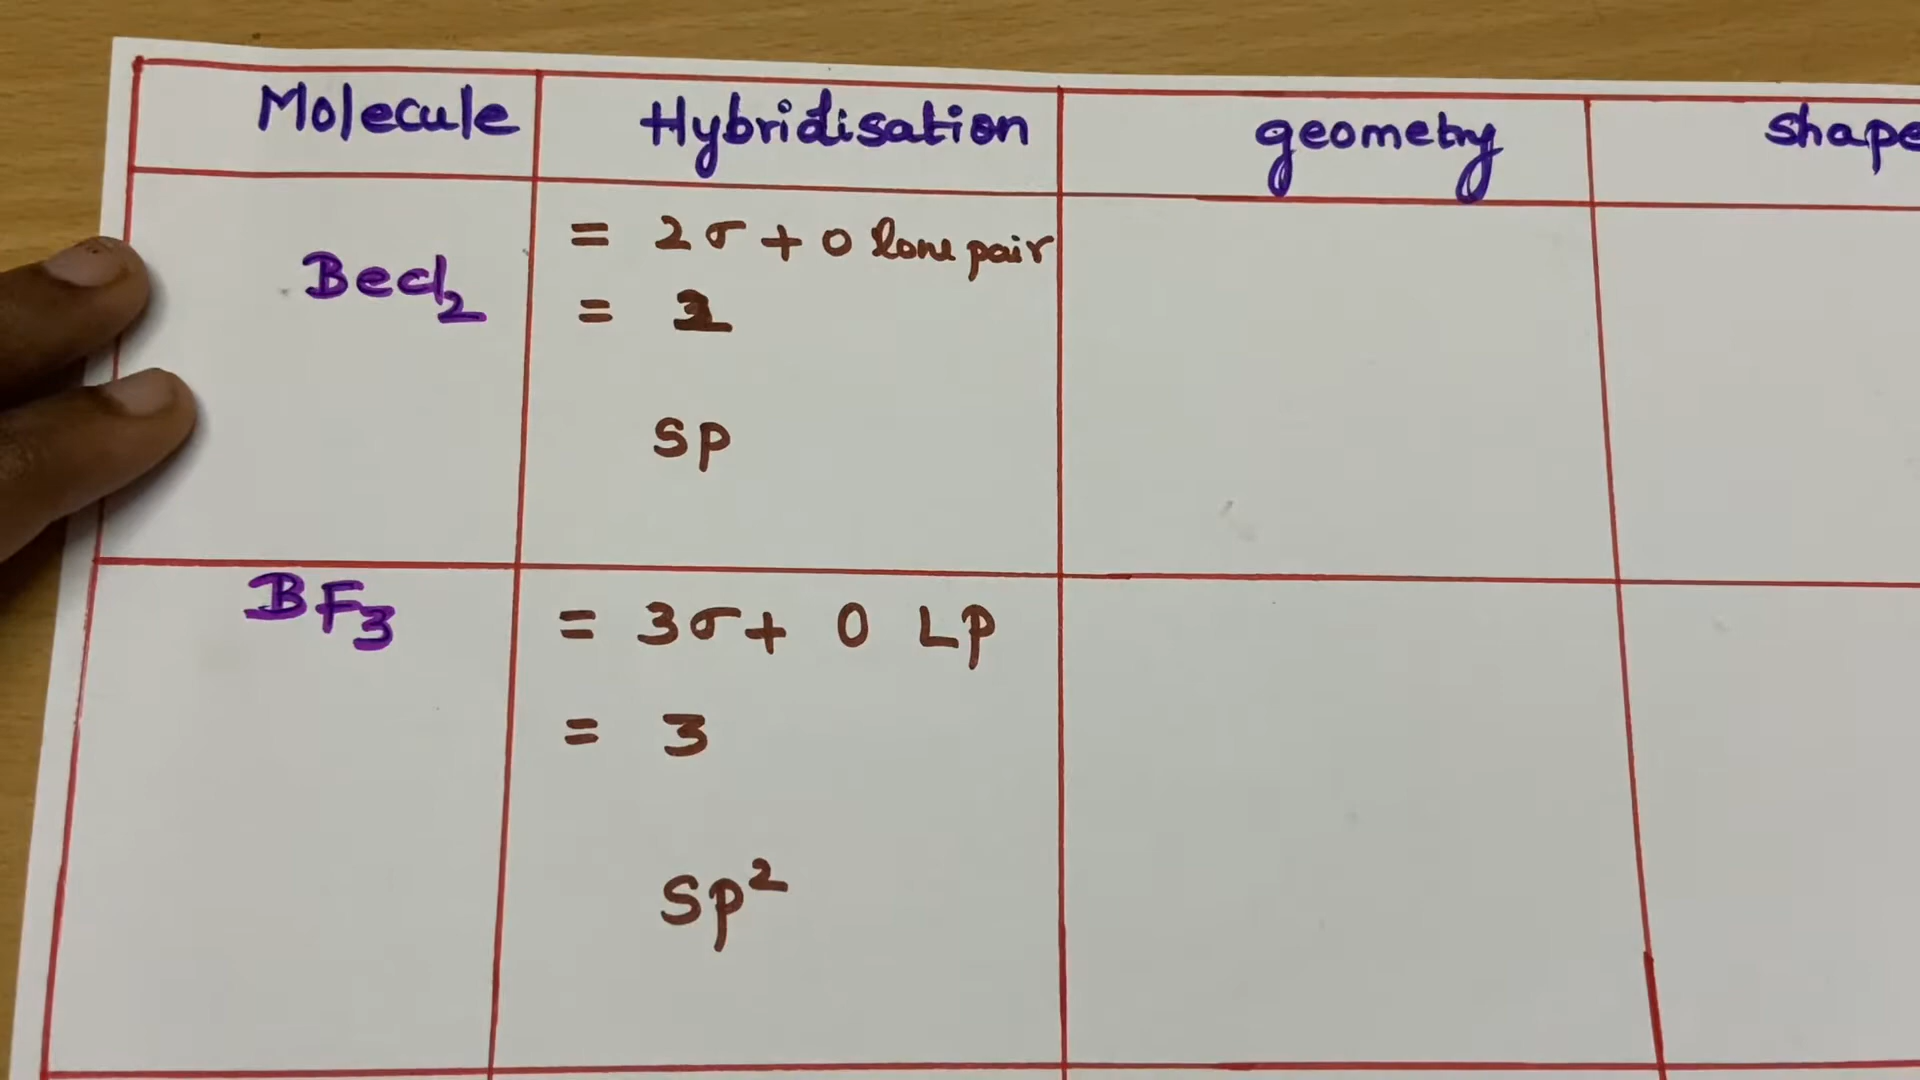 Molecule Hybridisation geometry shape
BeCl₂
= 2σ + 0 lone pair
= 2
SP
BF₃
= 3σ + 0 LP
= 3
SP²